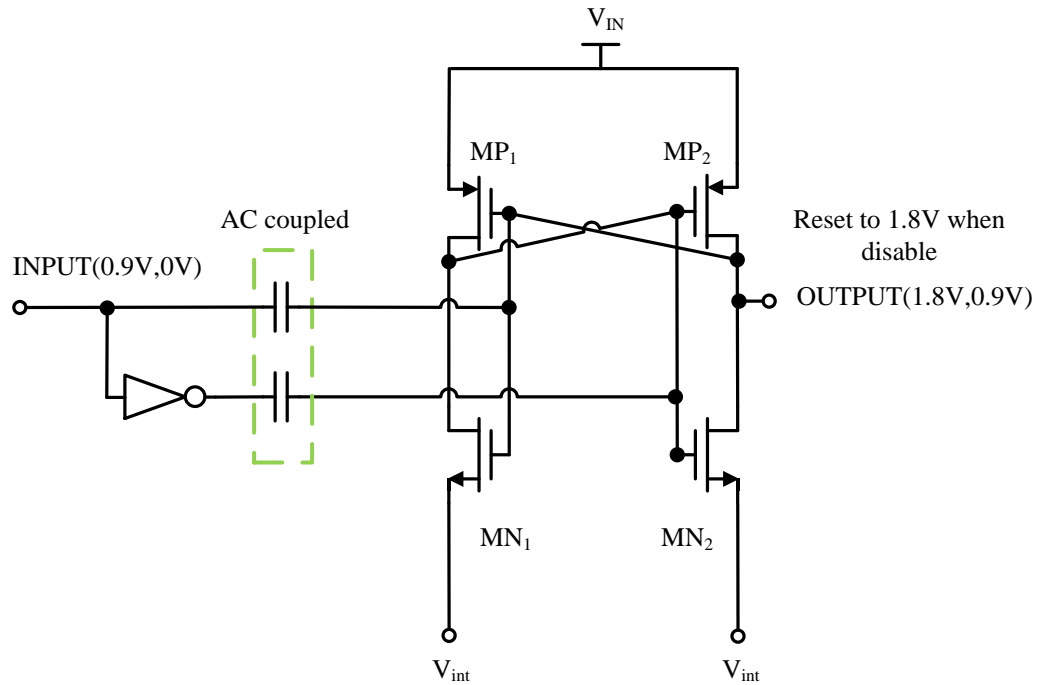 V_IN
MP_1
MP_2
AC coupled
Reset to 1.8V when
disable
INPUT(0.9V,0V)
OUTPUT(1.8V,0.9V)
MN_1
MN_2
V_int
V_int